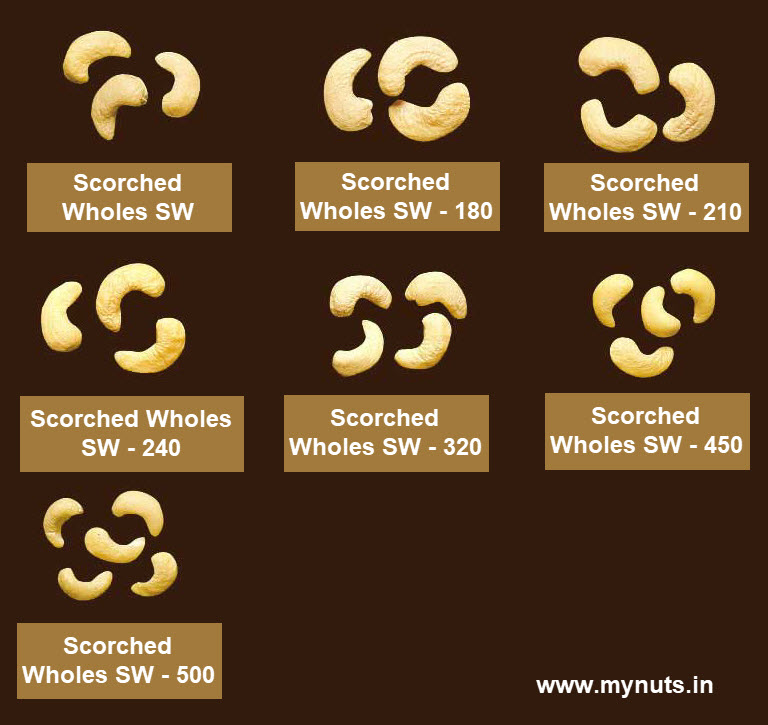 Scorched
Wholes SW
Scorched
Wholes SW - 180
Scorched
Wholes SW - 210
Scorched Wholes
SW - 240
Scorched
Wholes SW - 320
Scorched
Wholes SW - 450
Scorched
Wholes SW - 500
www.mynuts.in